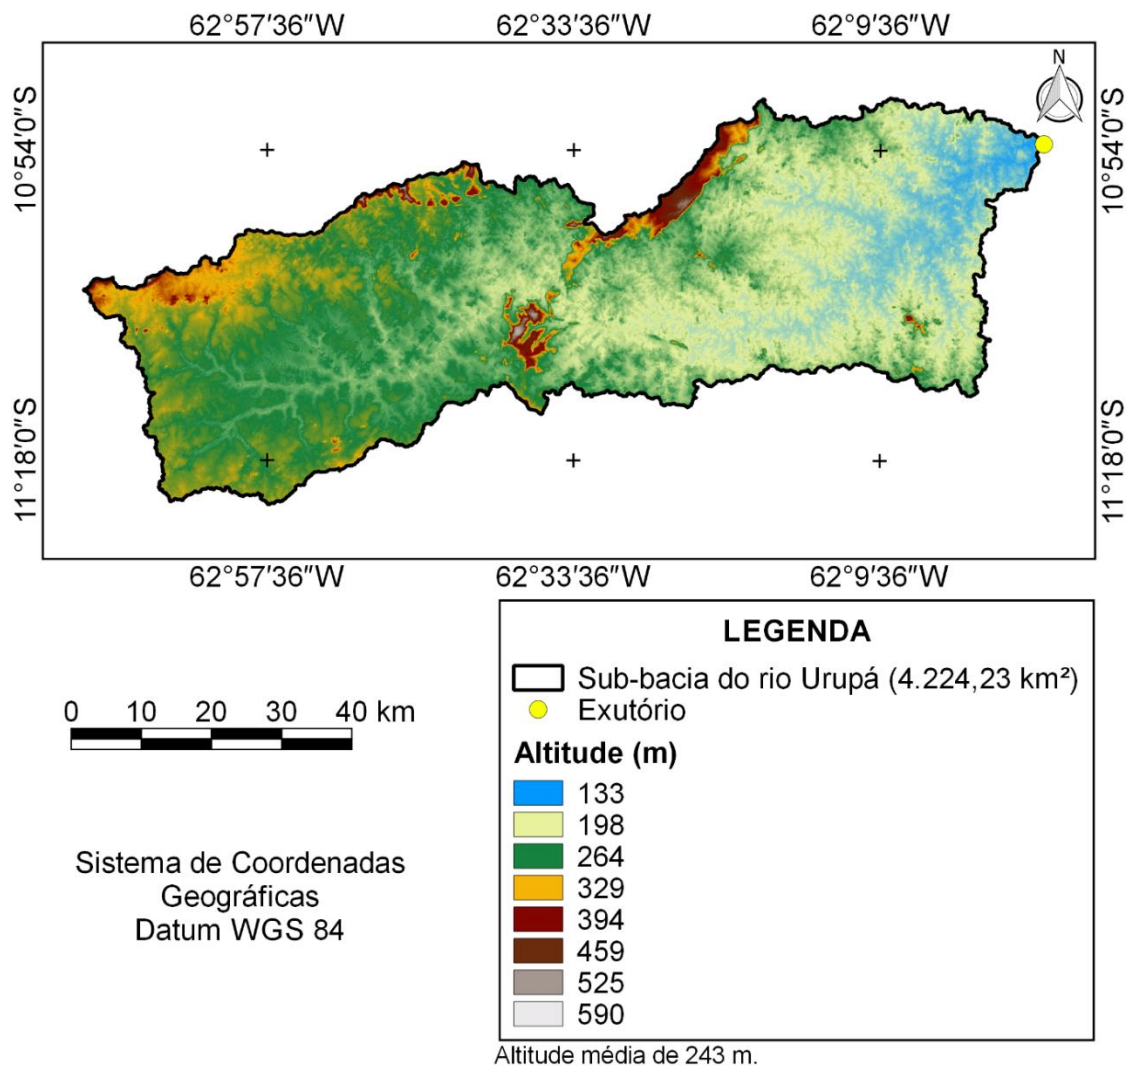 62°57′36″W 62°33′36″W 62°9′36″W
N
10°54′0″S 10°54′0″S
11°18′0″S 11°18′0″S
62°57′36″W 62°33′36″W 62°9′36″W
LEGENDA
Sub-bacia do rio Urupá (4.224,23 km²)
Exutório
Altitude (m)
133
198
264
329
394
459
525
590
0 10 20 30 40 km
Sistema de Coordenadas
Geográficas
Datum WGS 84
Altitude média de 243 m.